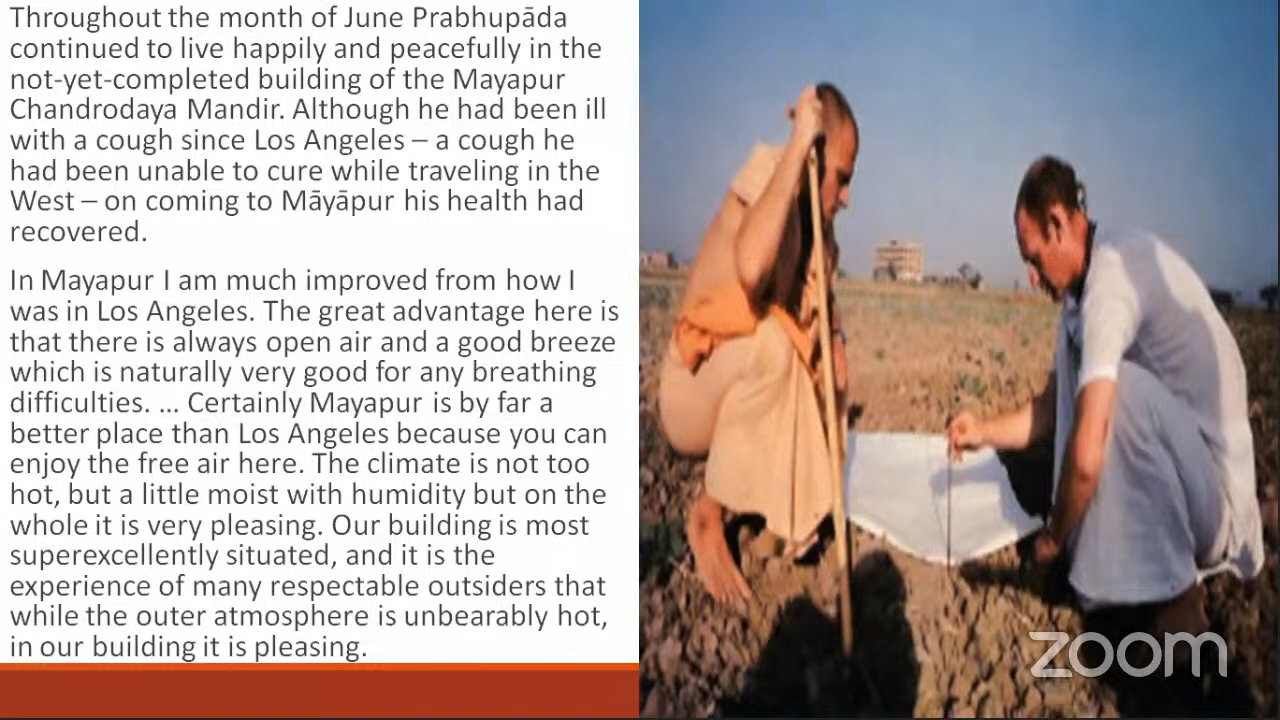 Throughout the month of June Prabhupāda
continued to live happily and peacefully in the
not-yet-completed building of the Mayapur
Chandrodaya Mandir. Although he had been ill
with a cough since Los Angeles – a cough he
had been unable to cure while traveling in the
West – on coming to Māyāpur his health had
recovered.
In Mayapur I am much improved from how I
was in Los Angeles. The great advantage here is
that there is always open air and a good breeze
which is naturally very good for any breathing
difficulties. ... Certainly Mayapur is by far a
better place than Los Angeles because you can
enjoy the free air here. The climate is not too
hot, but a little moist with humidity but on the
whole it is very pleasing. Our building is most
superexcellently situated, and it is the
experience of many respectable outsiders that
while the outer atmosphere is unbearably hot,
in our building it is pleasing.
zoom